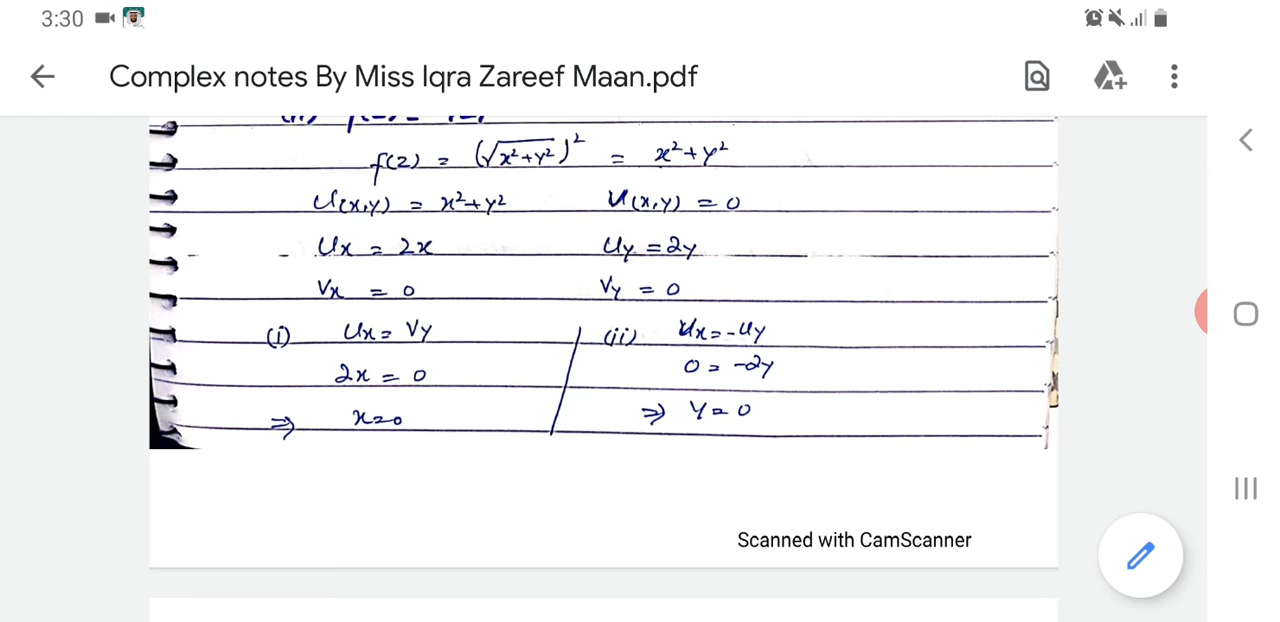 3:30
Complex notes By Miss Iqra Zareef Maan.pdf
f(z) = (√x²+y²)² = x²+y²
U(x,y) = x²+y² U(x,y) = 0
Ux = 2x Uy = 2y
Vx = 0 Vy = 0
(i) Ux = Vy (ii) Vx = -Uy
2x = 0 0 = -2y
⇒ x=0 ⇒ y=0
Scanned with CamScanner